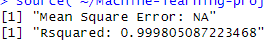 > source( ~/Machine-learning-proj
[1] "Mean Square Error: NA"
[1] "Rsquared: 0.999805087223468"